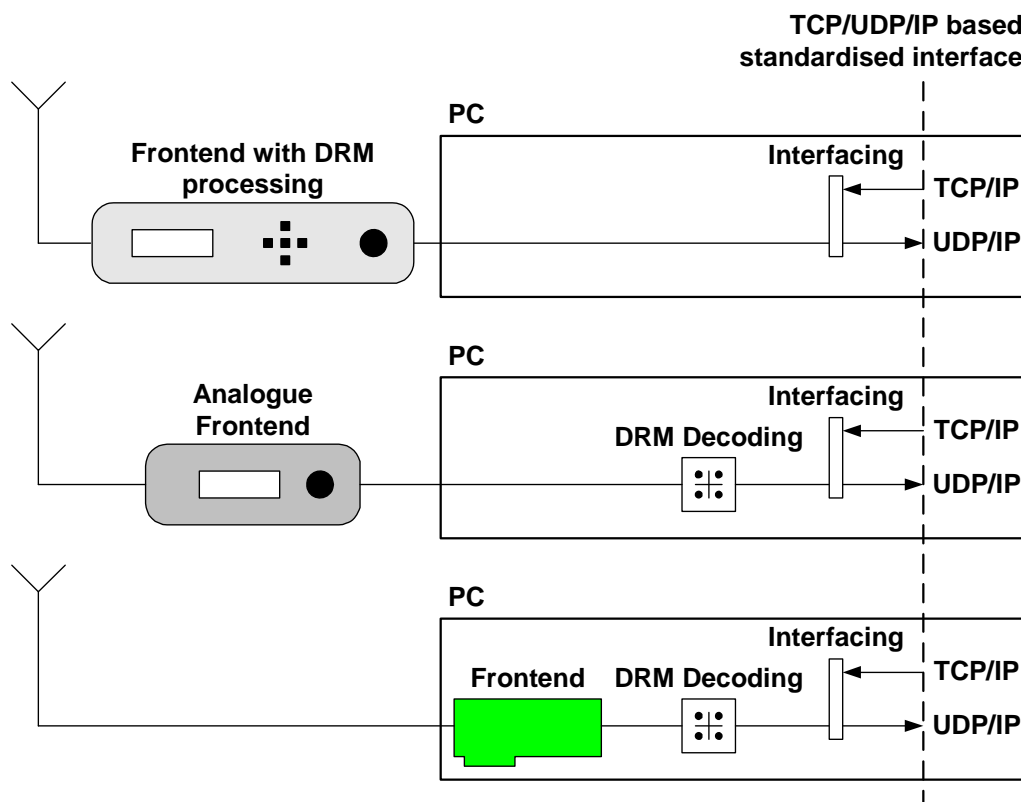 TCP/UDP/IP based
standardised interface
PC
Frontend with DRM
processing
Interfacing
TCP/IP
UDP/IP
PC
Analogue
Frontend
Interfacing
DRM Decoding
TCP/IP
UDP/IP
PC
Interfacing
Frontend
DRM Decoding
TCP/IP
UDP/IP